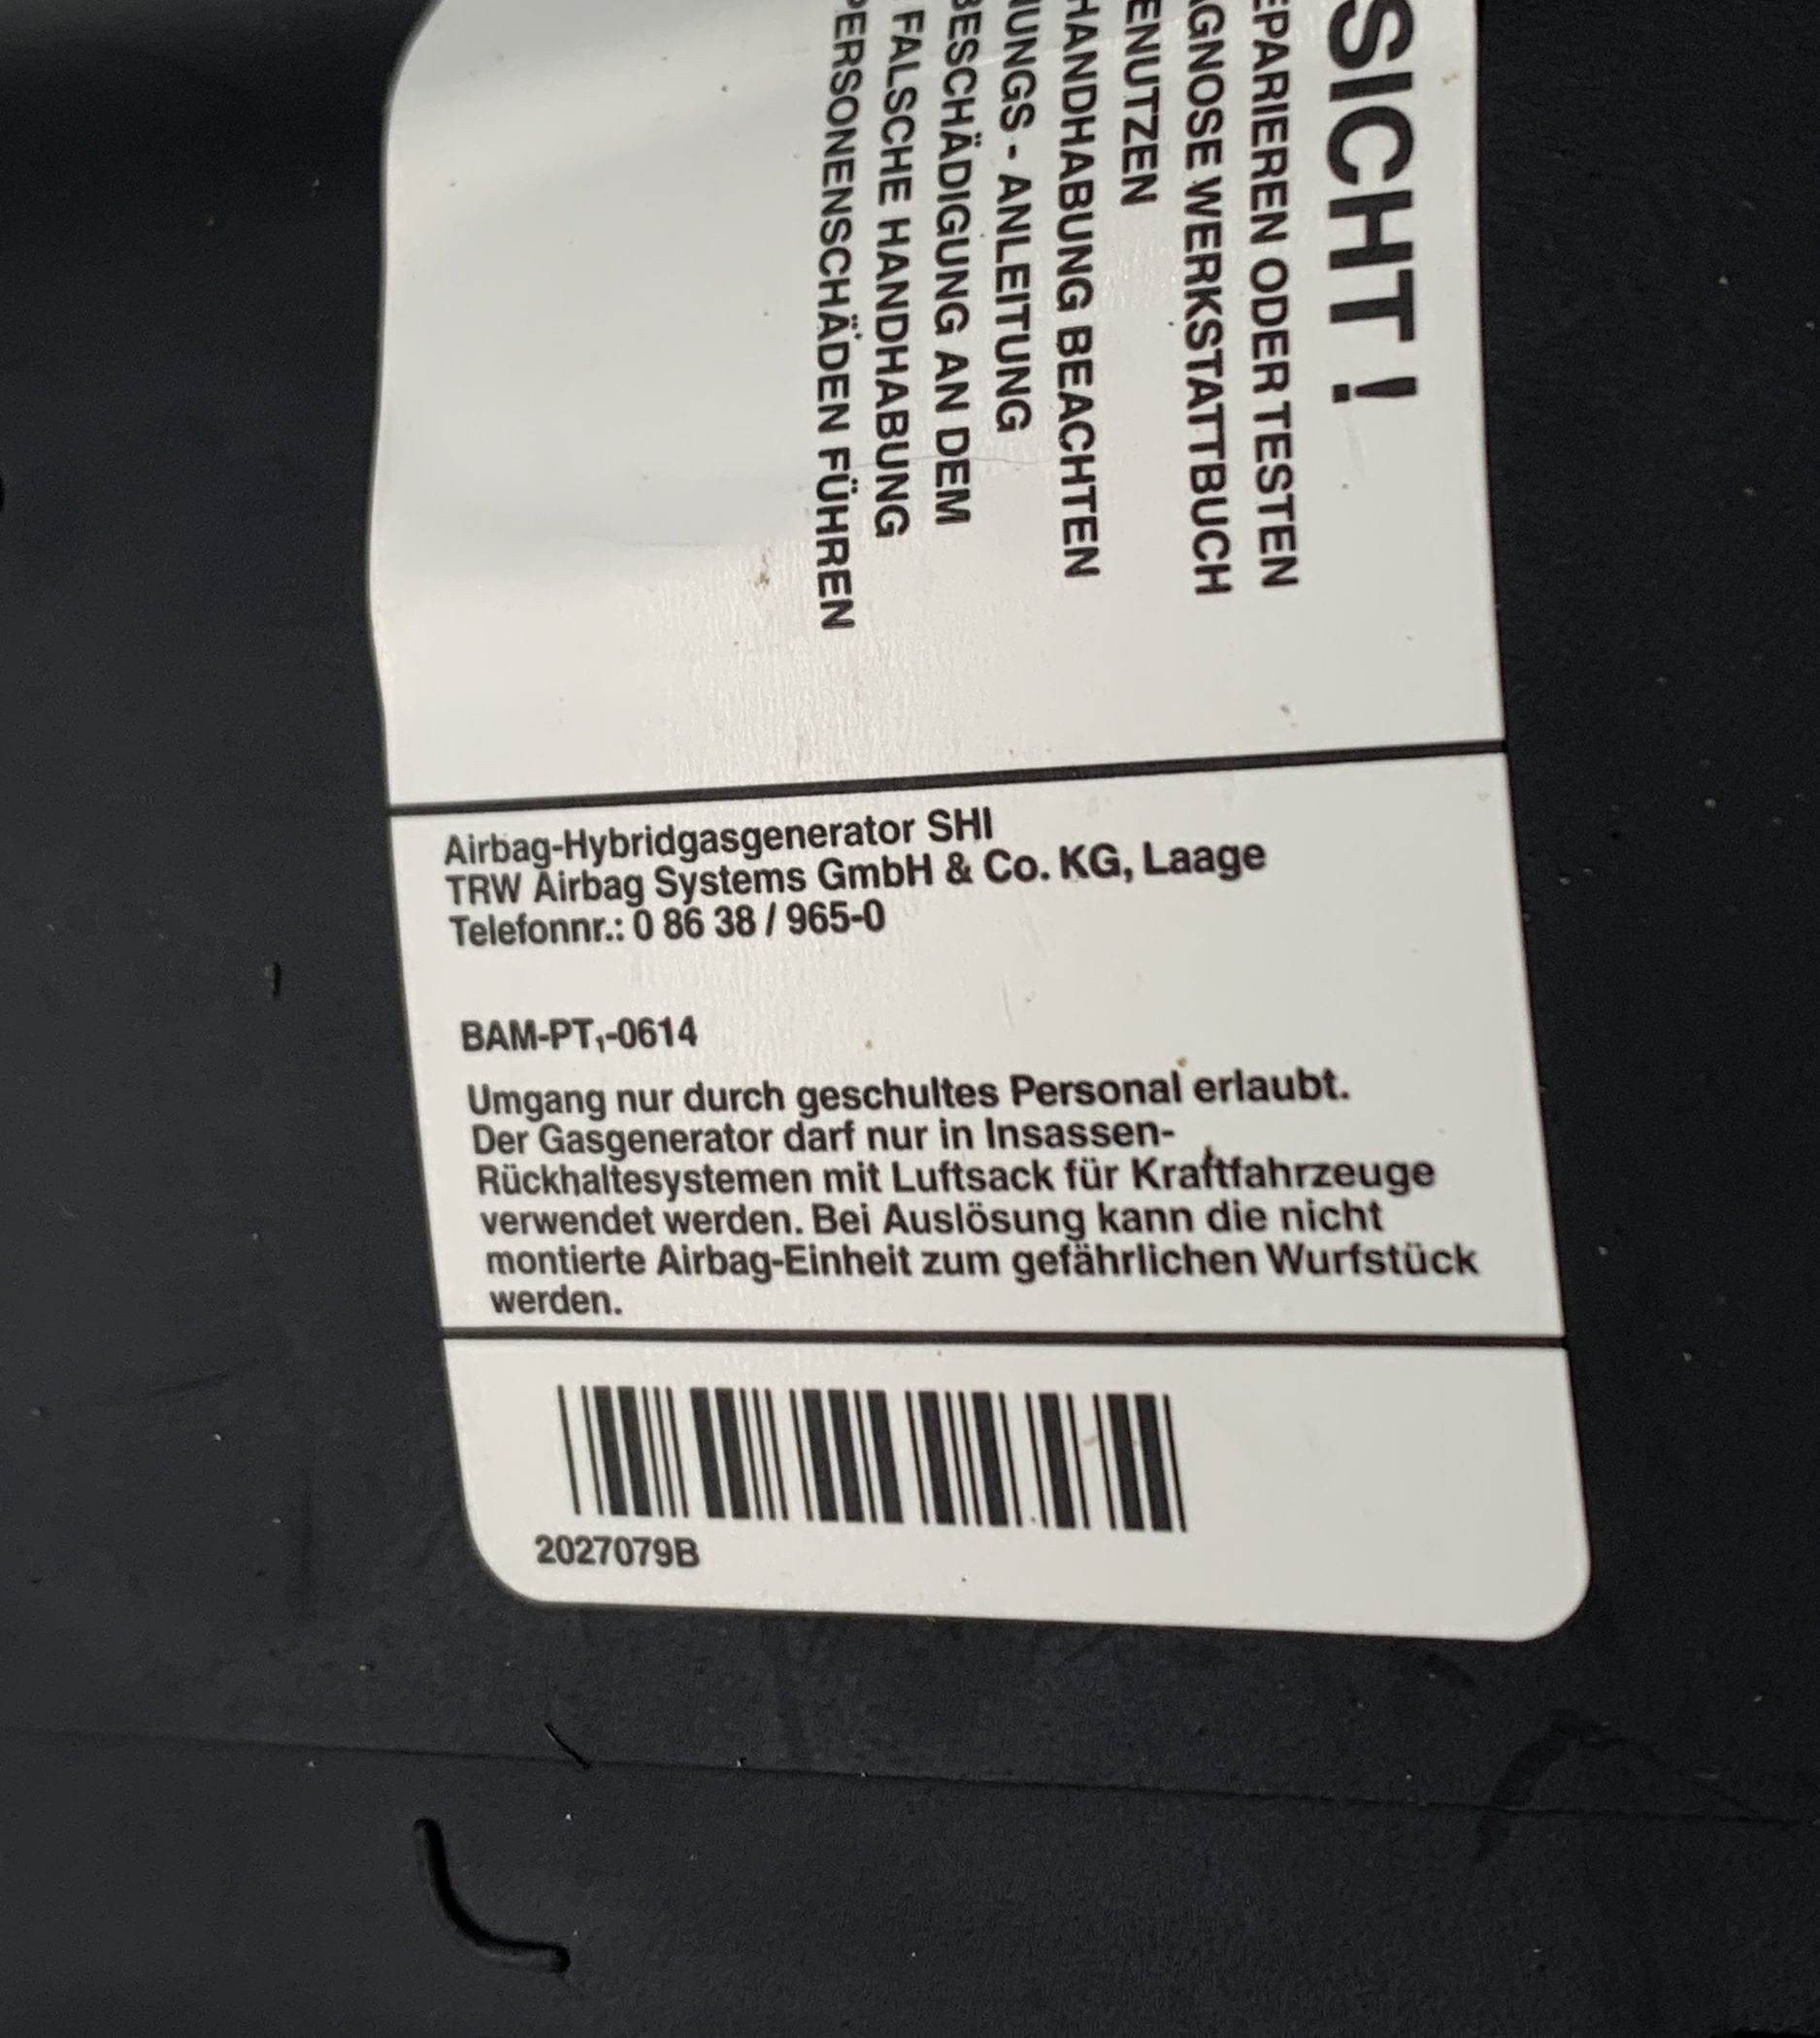 SICHT !
EPARIEREN ODER TESTEN
AGNOSE WERKSTATTBUCH
ENUTZEN
HANDHABUNG BEACHTEN
NUNGS - ANLEITUNG
BESCHÄDIGUNG AN DEM
FALSCHE HANDHABUNG
PERSONENSCHÄDEN FÜHREN
Airbag-Hybridgasgenerator SHI
TRW Airbag Systems GmbH & Co. KG, Laage
Telefonnr.: 0 86 38 / 965-0
BAM-PT₁-0614
Umgang nur durch geschultes Personal erlaubt.
Der Gasgenerator darf nur in Insassen-
Rückhaltesystemen mit Luftsack für Kraftfahrzeuge
verwendet werden. Bei Auslösung kann die nicht
montierte Airbag-Einheit zum gefährlichen Wurfstück
werden.
2027079B